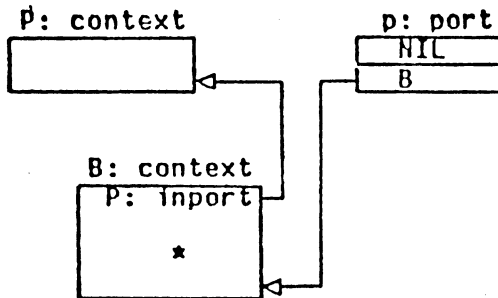 P: context
p: port
NIL
B
B: context
P: inport
*